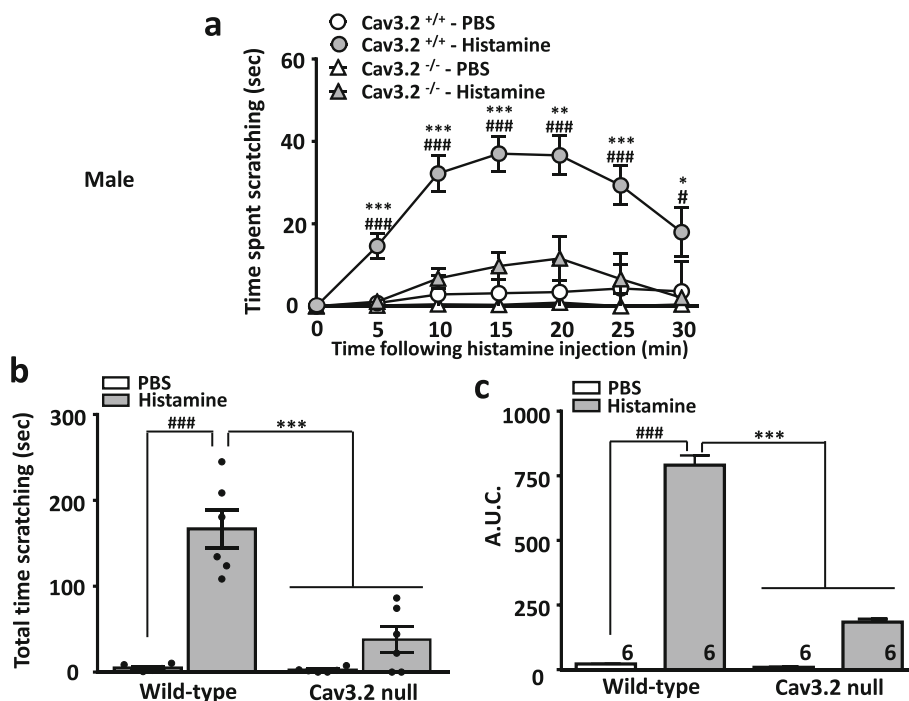 a
Cav3.2 +/+ - PBS
Cav3.2 +/+ - Histamine
Cav3.2 -/- - PBS
Cav3.2 -/- - Histamine
Male
Time spent scratching (sec)
60
40
20
0
***
###
***
###
***
###
**
###
***
###
*
#
0 5 10 15 20 25 30
Time following histamine injection (min)
b
PBS
Histamine
Total time scratching (sec)
300
200
100
0
###
***
Wild-type Cav3.2 null
c
PBS
Histamine
A.U.C.
1000
750
500
250
0
###
***
6 6 6 6
Wild-type Cav3.2 null